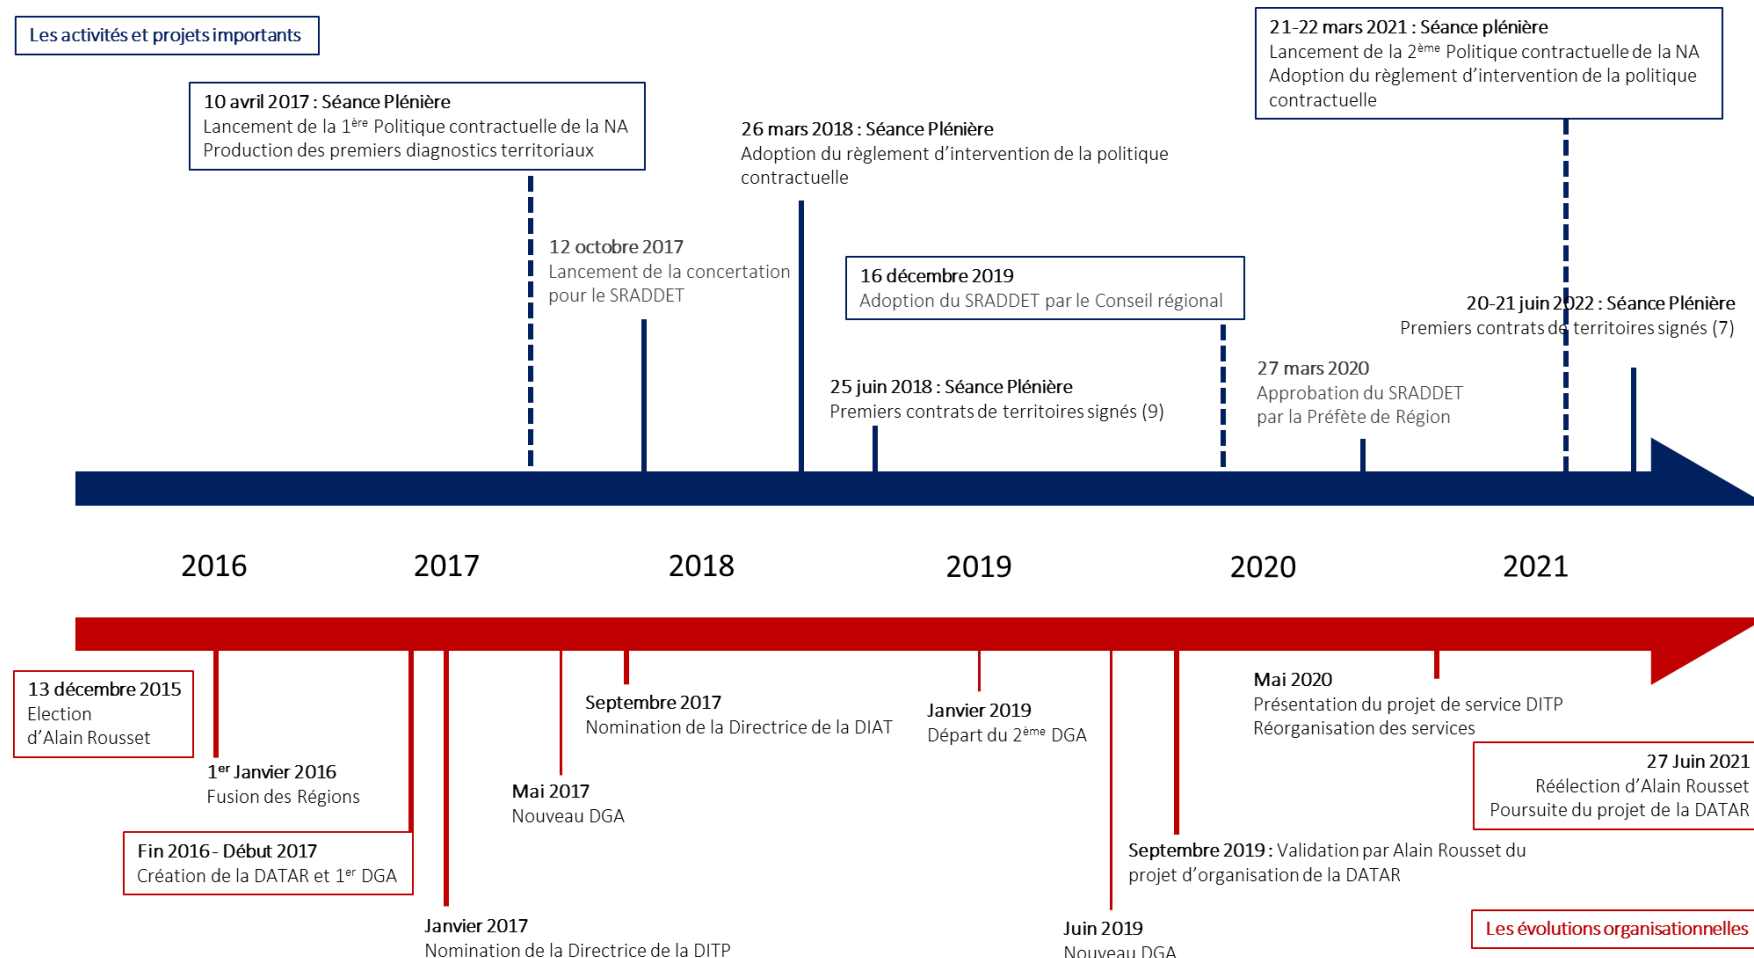 Les activités et projets importants
10 avril 2017 : Séance Plénière
Lancement de la 1ère Politique contractuelle de la NA
Production des premiers diagnostics territoriaux
12 octobre 2017
Lancement de la concertation
pour le SRADDET
26 mars 2018 : Séance Plénière
Adoption du règlement d’intervention de la politique
contractuelle
25 juin 2018 : Séance Plénière
Premiers contrats de territoires signés (9)
16 décembre 2019
Adoption du SRADDET par le Conseil régional
27 mars 2020
Approbation du SRADDET
par la Préfète de Région
21-22 mars 2021 : Séance plénière
Lancement de la 2ème Politique contractuelle de la NA
Adoption du règlement d’intervention de la politique
contractuelle
20-21 juin 2022 : Séance Plénière
Premiers contrats de territoires signés (7)
2016
2017
2018
2019
2020
2021
13 décembre 2015
Election
d’Alain Rousset
1er Janvier 2016
Fusion des Régions
Fin 2016 - Début 2017
Création de la DATAR et 1er DGA
Janvier 2017
Nomination de la Directrice de la DITP
Mai 2017
Nouveau DGA
Septembre 2017
Nomination de la Directrice de la DIAT
Janvier 2019
Départ du 2ème DGA
Juin 2019
Nouveau DGA
Septembre 2019 : Validation par Alain Rousset du
projet d’organisation de la DATAR
Mai 2020
Présentation du projet de service DITP
Réorganisation des services
27 Juin 2021
Réélection d’Alain Rousset
Poursuite du projet de la DATAR
Les évolutions organisationnelles